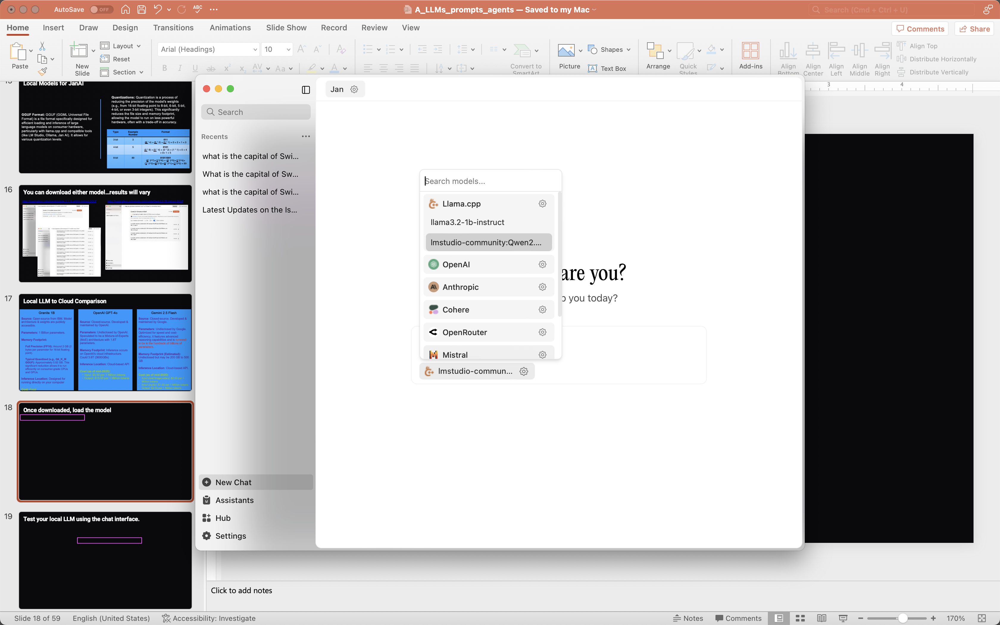 AutoSave OFF
ABC
A_LLMs_prompts_agents — Saved to my Mac
Search (Cmd + Ctrl + U)
Home Insert Draw Design Transitions Animations Slide Show Record Review View
Comments Share
Paste
New Slide
Layout
Reset
Section
Arial (Headings) 10
Convert to SmartArt
Picture
Shapes
Text Box
Arrange
Quick Styles
Add-ins
Align Bottom
Align Center
Align Left
Align Middle
Align Right
Align Top
Distribute Horizontally
Distribute Vertically
3 4
15
Local Models for JanAI
GGUF Format: GGUF (GGML Universal File
Format) is a file format specifically designed for
efficient loading and inference of large
language models on consumer hardware,
particularly with llama.cpp and compatible tools
(like LM Studio, Ollama, Jan AI). It allows for
various quantization levels.
Quantizations: Quantization is a process of
reducing the precision of the model's weights
(e.g., from 16-bit floating point to 8-bit, 6-bit, 5-bit,
4-bit, or even 3-bit integers). This significantly
reduces the file size and memory footprint,
allowing the model to run on less powerful
hardware, often with a trade-off in accuracy.
Type Example Number Format
3-bit 3 011
(0 * 4) + (1 * 2) + (1 * 1) = 0 + 2 + 1 = 3
4-bit 5 0101
(0 * 8) + (1 * 4) + (0 * 2) + (1 * 1) = 0 + 4
+ 0+ 1 = 5
8-bit 89 01011001
16
You can download either model...results will vary
17
Local LLM to Cloud Comparison
Granite 1B
Source: Open-source from IBM. Model
architecture & weights are publicly
accessible.
Parameters: 1 Billion parameters.
Memory Footprint:
Full Precision (FP16): Around 2 GB (2
bytes per parameter for 16-bit floating
point).
Typical Quantized (e.g., Q4_K_M
GGUF): Approximately 0.82 GB. This
significant reduction allows it to run
efficiently on consumer-grade CPUs
and GPUs.
Inference Location: Designed for
running directly on your computer
Cost: Free!
OpenAI GPT-4o
Source: Closed-source. Developed &
maintained by OpenAI.
Parameters: Undisclosed by OpenAI.
Speculated to be a Mixture-of-Experts
(MoE) architecture with 1.8T
parameters.
Memory Footprint: Inference occurs
on OpenAI's cloud infrastructure.
Could 3.6T (3600GBs)
Inference Location: Cloud-based API
Cost (as of mid-2025):
• Input: $5.00 per 1 Million tokens
• Output: $15.00 per 1 Million tokens
Gemini 2.5 Flash
Source: Closed-source. Developed &
maintained by Google.
Parameters: Undisclosed by Google.
Optimized for speed and cost-
efficiency, it features advanced
reasoning capabilities and is rumored
to be in the hundreds of billions of
parameters.
Memory Footprint (Estimated):
Undisclosed but may be 200 GB to 500
GB
Inference Location: Cloud-based API.
Cost (as of mid-2025):
18
Once downloaded, load the model
19
Test your local LLM using the chat interface.
Search
Recents
what is the capital of Swi...
What is the capital of Sw...
what is the capital of Swi...
Latest Updates on the Is...
New Chat
Assistants
Hub
Settings
Jan
Search models...
Llama.cpp
llama3.2-1b-instruct
lmstudio-community:Qwen2....
OpenAI
Anthropic
Cohere
OpenRouter
Mistral
are you?
p you today?
lmstudio-commun...
Click to add notes
Slide 18 of 59 English (United States) Accessibility: Investigate
Notes Comments 170%